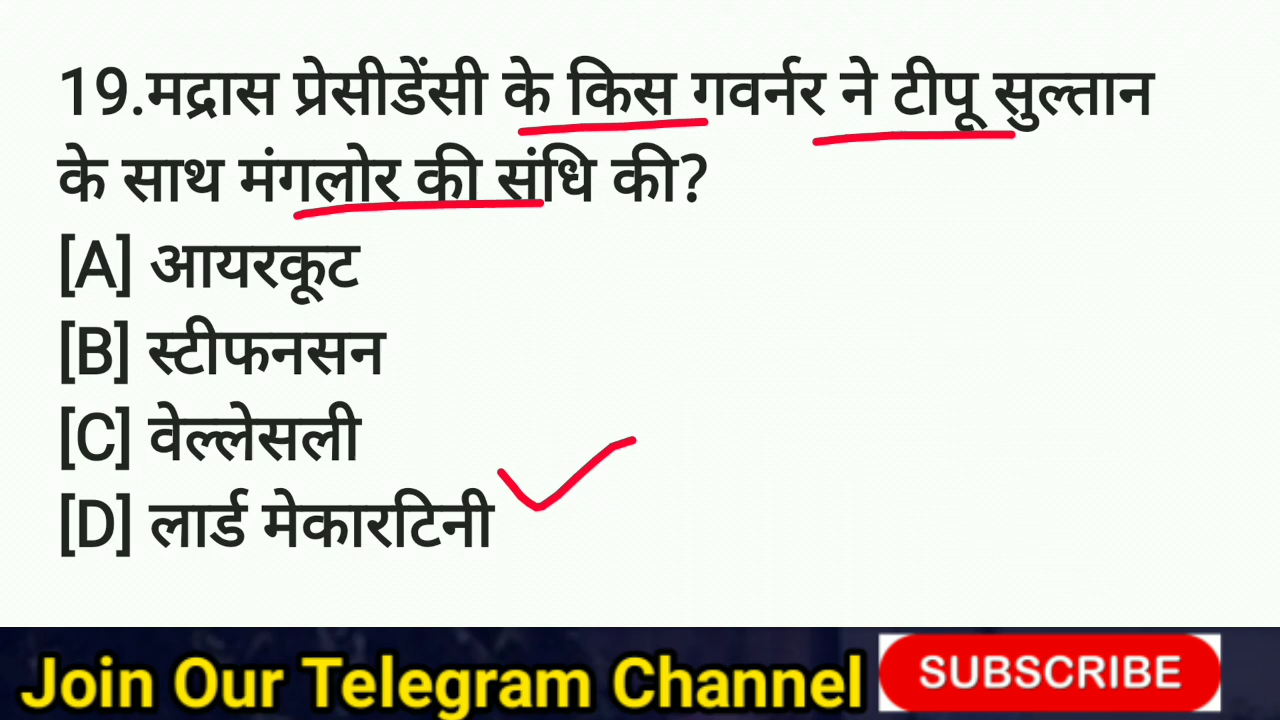 19.मद्रास प्रेसीडेंसी के किस गवर्नर ने टीपू सुल्तान
के साथ मंगलोर की संधि की?
[A] आयरकूट
[B] स्टीफनसन
[C] वेल्लेसली
[D] लार्ड मेकारटिनी
Join Our Telegram Channel SUBSCRIBE